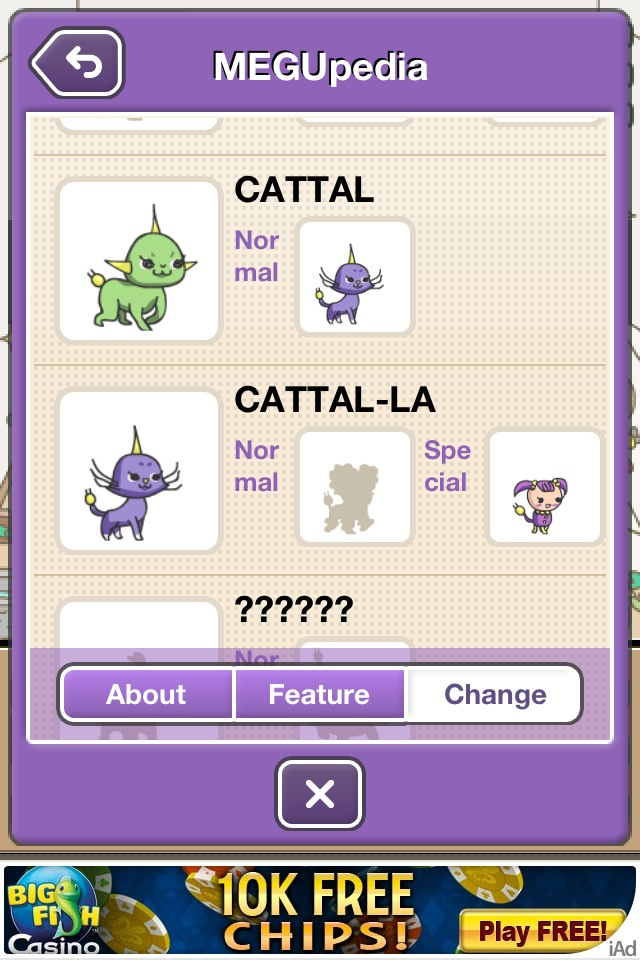 MEGUpedia
CATTAL
Nor
mal
CATTAL-LA
Nor
mal
Spe
cial
??????
Nor
About
Feature
Change
BIG
FISH
Casino
10K FREE
CHIPS!
Play FREE!
iAd